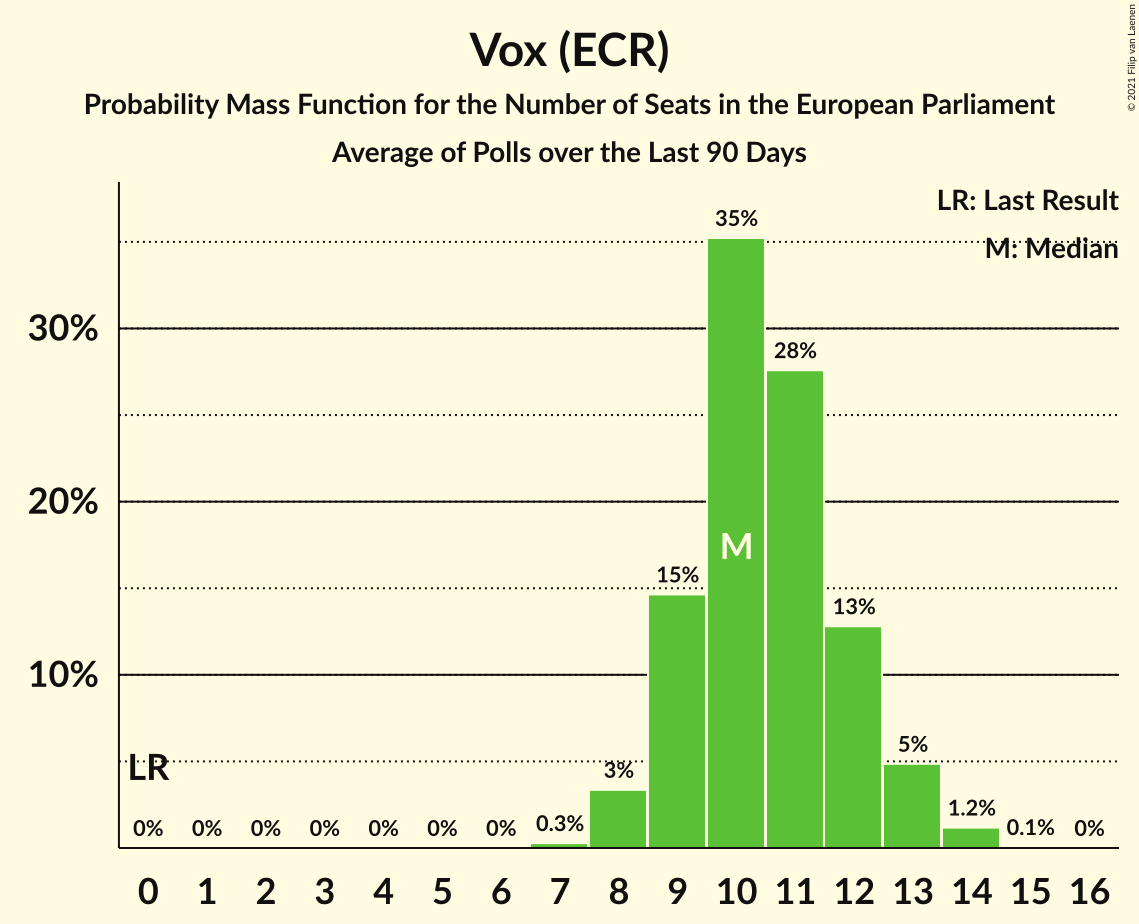 Vox (ECR)
Probability Mass Function for the Number of Seats in the European Parliament
Average of Polls over the Last 90 Days
© 2021 Filip van Laenen
LR: Last Result
M: Median
35%
30%
28%
20%
M
15%
13%
10%
LR
5%
3%
0% 0% 0% 0% 0% 0% 0% 0.3% 1.2% 0.1% 0%
0 1 2 3 4 5 6 7 8 9 10 11 12 13 14 15 16